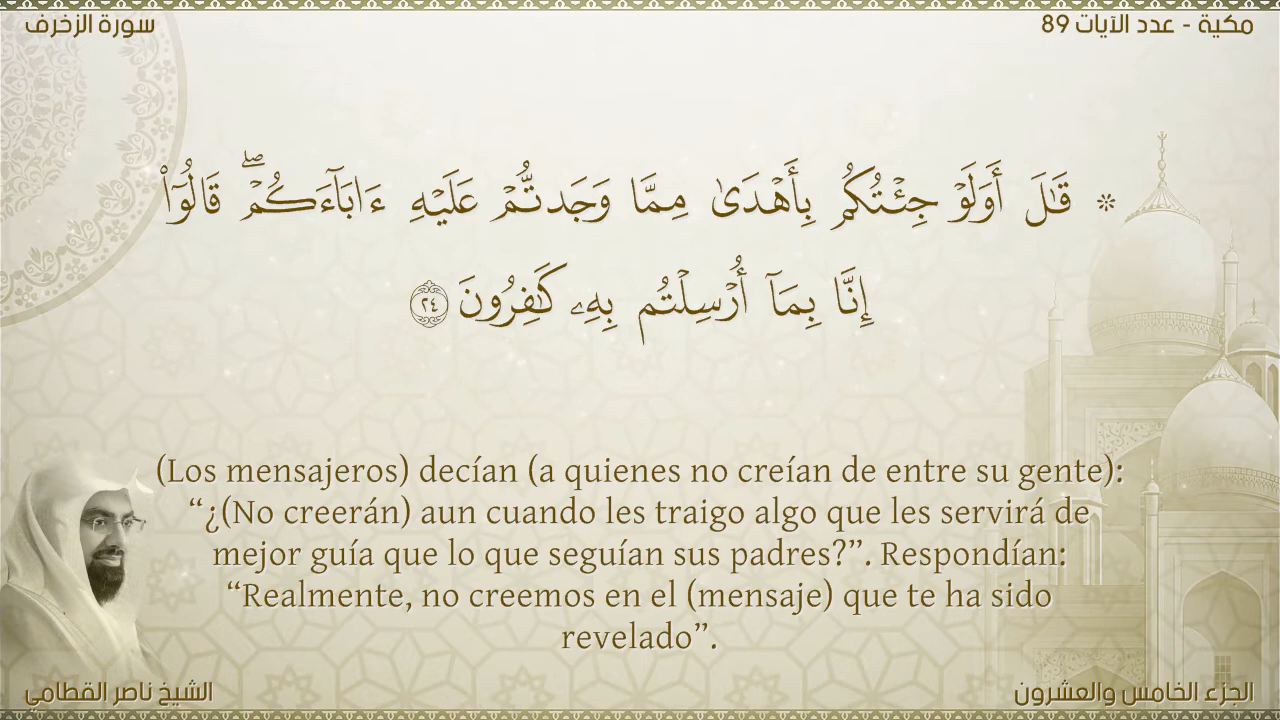 سورة الزخرف
مكية - عدد الآيات 89
* قَٰلَ أَوَلَوْ جِئْتُكُم بِأَهْدَىٰ مِمَّا وَجَدتُّمْ عَلَيْهِ ءَابَآءَكُمْ ۖ قَالُوٓا۟
إِنَّا بِمَآ أُرْسِلْتُم بِهِۦ كَٰفِرُونَ ٢٤
(Los mensajeros) decían (a quienes no creían de entre su gente):
“¿(No creerán) aun cuando les traigo algo que les servirá de
mejor guía que lo que seguían sus padres?”. Respondían:
“Realmente, no creemos en el (mensaje) que te ha sido
revelado”.
الشيخ ناصر القطامي
الجزء الخامس والعشرون